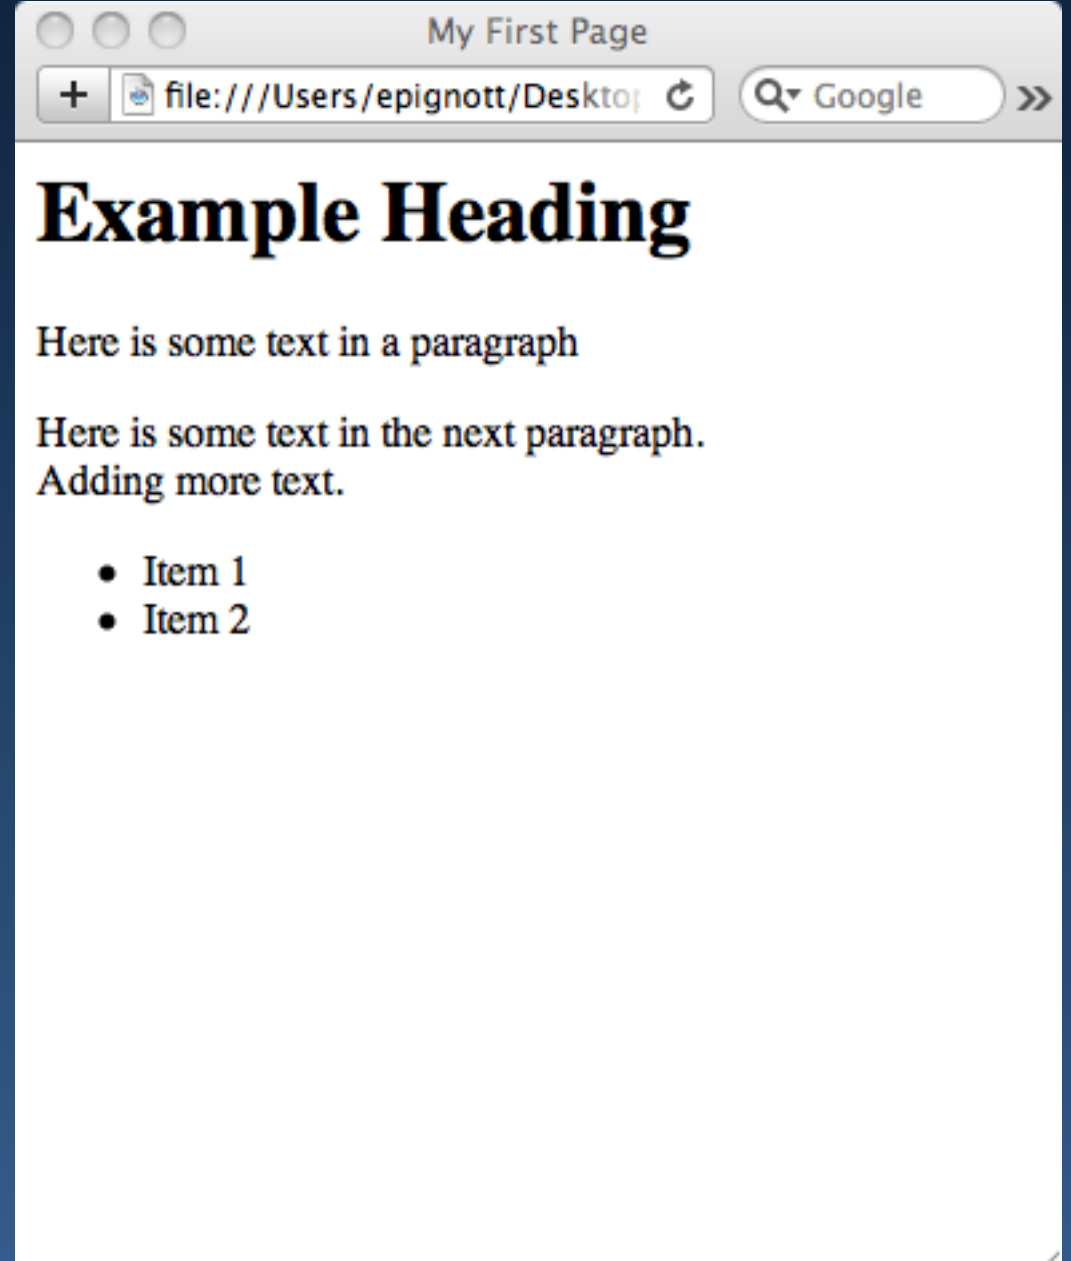 My First Page
file:///Users/epignott/Desktop
Google
Example Heading
Here is some text in a paragraph
Here is some text in the next paragraph.
Adding more text.
• Item 1
• Item 2